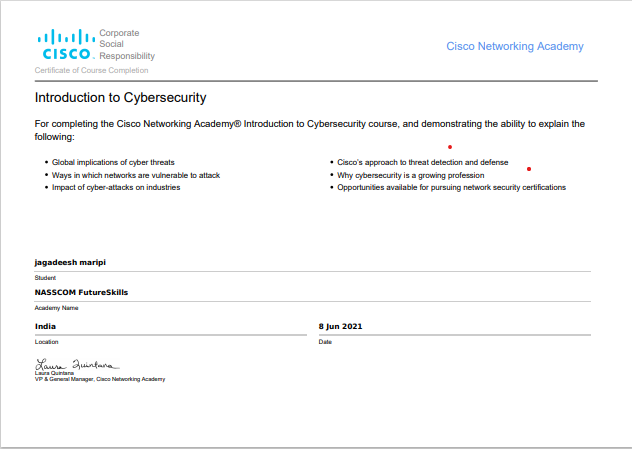 Corporate
Social
Responsibility
CISCO
Cisco Networking Academy
Certificate of Course Completion
Introduction to Cybersecurity
For completing the Cisco Networking Academy® Introduction to Cybersecurity course, and demonstrating the ability to explain the
following:
• Global implications of cyber threats
• Ways in which networks are vulnerable to attack
• Impact of cyber-attacks on industries
• Cisco's approach to threat detection and defense
• Why cybersecurity is a growing profession
• Opportunities available for pursuing network security certifications
jagadeesh maripi
Student
NASSCOM FutureSkills
Academy Name
India
Location
8 Jun 2021
Date
Laura Quintana
Laura Quintana
VP & General Manager, Cisco Networking Academy